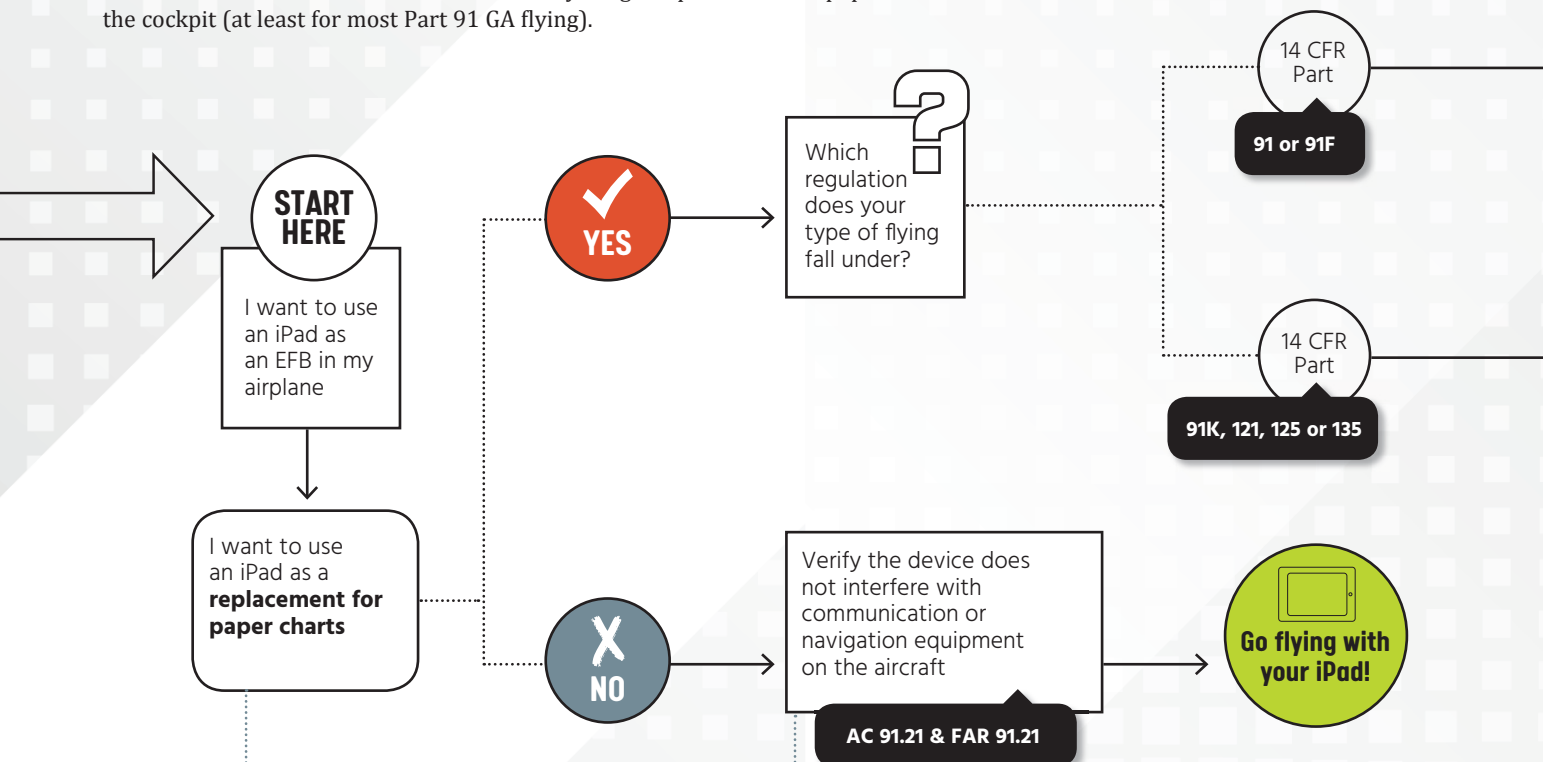 the cockpit (at least for most Part 91 GA flying).
START
HERE
I want to use
an iPad as
an EFB in my
airplane
I want to use
an iPad as a
replacement for
paper charts
YES
Which
regulation
does your
type of flying
fall under?
?
14 CFR
Part
91 or 91F
14 CFR
Part
91K, 121, 125 or 135
X
NO
Verify the device does
not interfere with
communication or
navigation equipment
on the aircraft
AC 91.21 & FAR 91.21
Go flying with
your iPad!